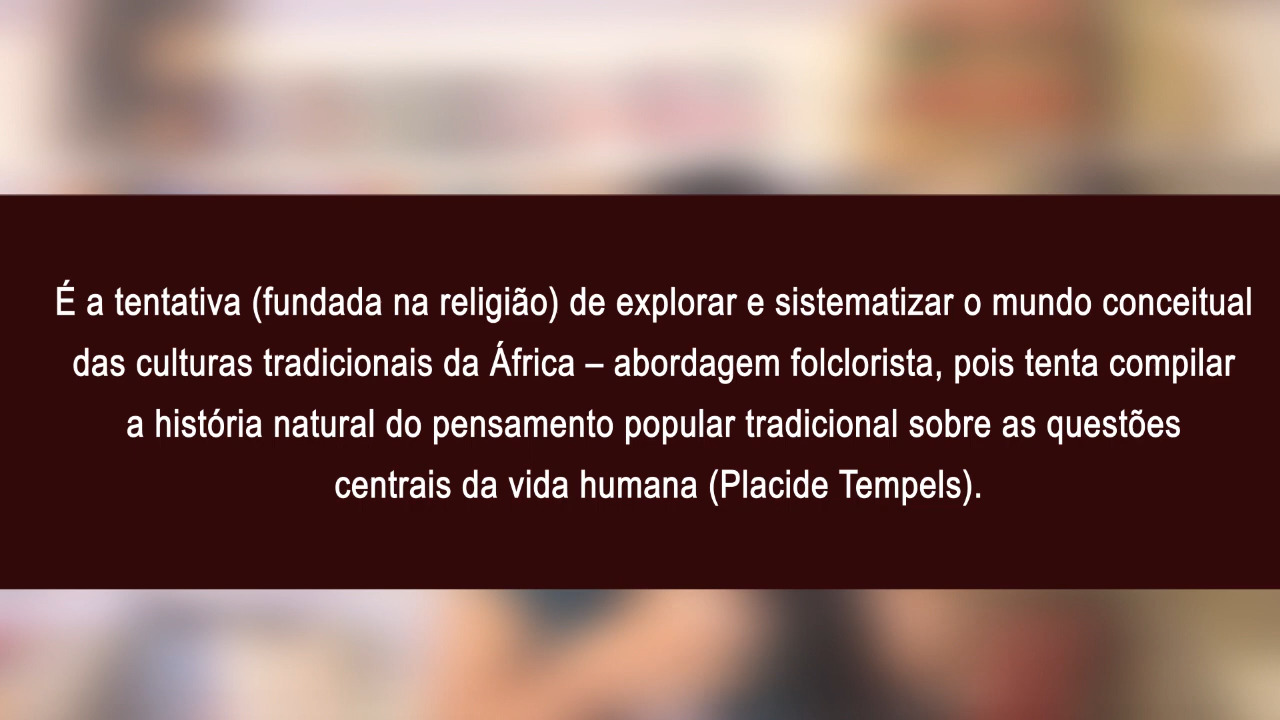 É a tentativa (fundada na religião) de explorar e sistematizar o mundo conceitual
das culturas tradicionais da África – abordagem folclorista, pois tenta compilar
a história natural do pensamento popular tradicional sobre as questões
centrais da vida humana (Placide Tempels).